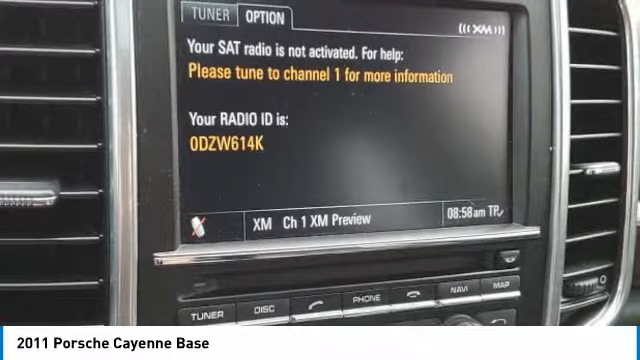 TUNER OPTION
((( XM )))
Your SAT radio is not activated. For help:
Please tune to channel 1 for more information
Your RADIO ID is:
0DZW614K
XM Ch 1 XM Preview 08:58 am TP
TUNER DISC PHONE NAVI MAP
2011 Porsche Cayenne Base